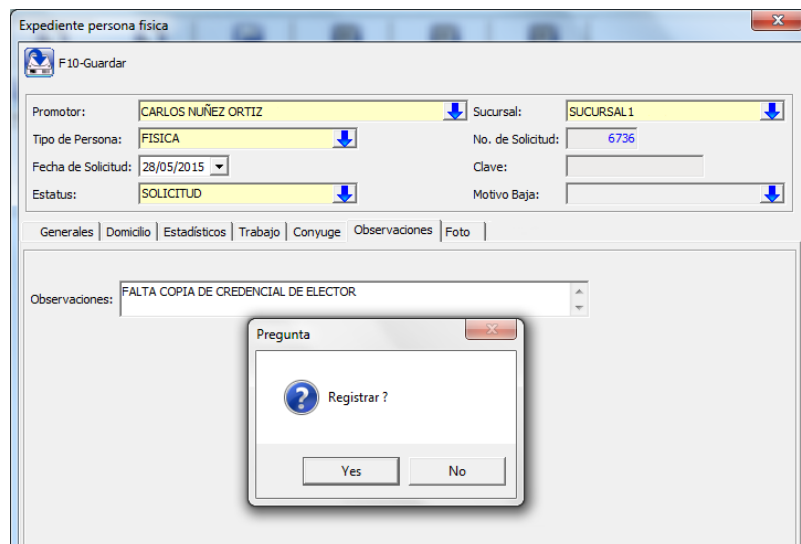 Expediente persona fisica
F10-Guardar
Promotor: CARLOS NUÑEZ ORTIZ Sucursal: SUCURSAL1
Tipo de Persona: FISICA No. de Solicitud: 6736
Fecha de Solicitud: 28/05/2015 Clave:
Estatus: SOLICITUD Motivo Baja:
Generales Domicilio Estadísticos Trabajo Conyuge Observaciones Foto
Observaciones: FALTA COPIA DE CREDENCIAL DE ELECTOR
Pregunta
Registrar ?
Yes No